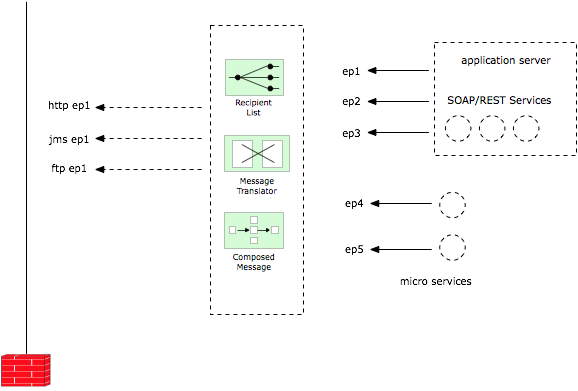 http ep1
jms ep1
ftp ep1
Recipient
List
Message
Translator
Composed
Message
ep1
ep2
ep3
ep4
ep5
application server
SOAP/REST Services
micro services